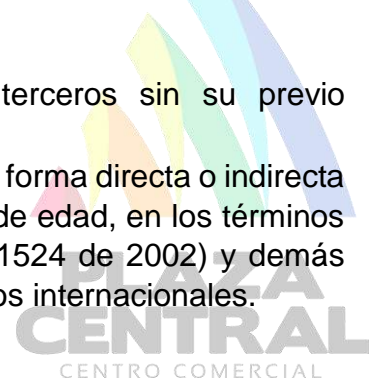 terceros sin su previo
forma directa o indirecta
de edad, en los términos
1524 de 2002) y demás
os internacionales.
PLAZA
CENTRAL
CENTRO COMERCIAL